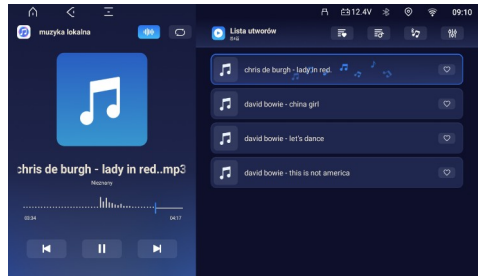 12.4V
09:10
muzyka lokalna
chris de burgh - lady in red..mp3
Nieznany
03:34
04:17
Lista utworów
chris de burgh - lady in red.
david bowie - china girl
david bowie - let's dance
david bowie - this is not america